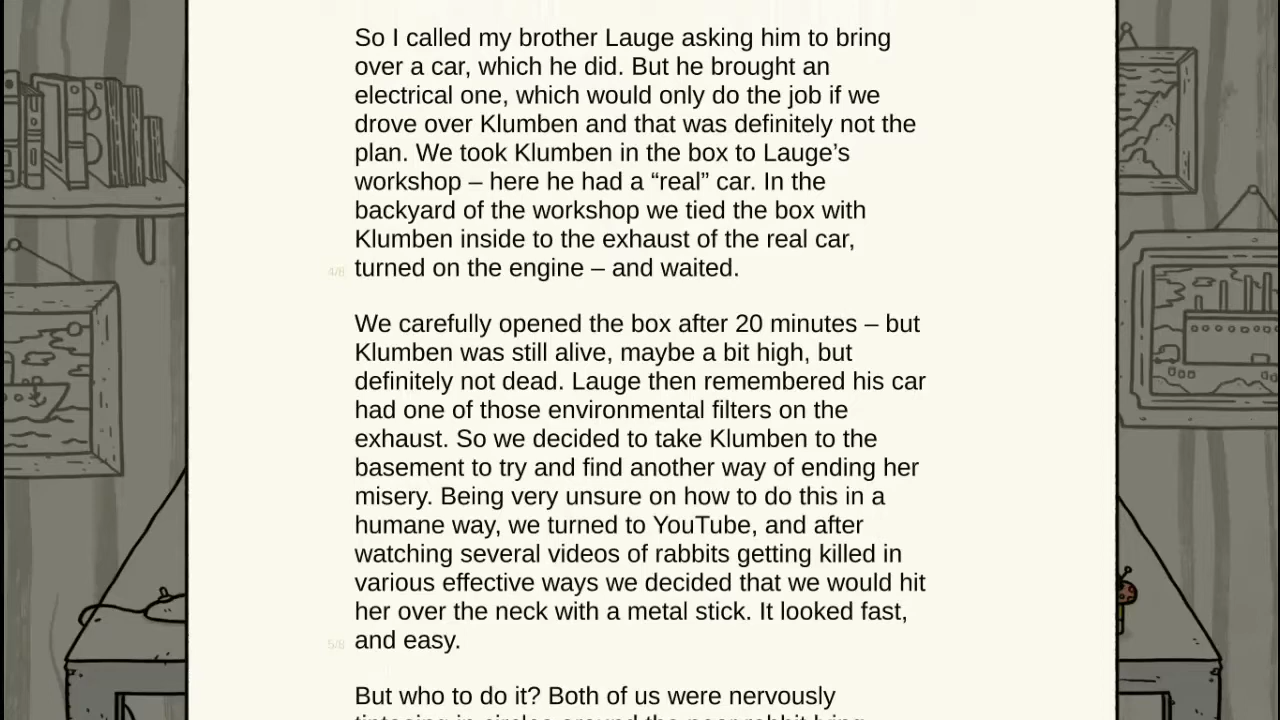 So I called my brother Lauge asking him to bring
over a car, which he did. But he brought an
electrical one, which would only do the job if we
drove over Klumben and that was definitely not the
plan. We took Klumben in the box to Lauge’s
workshop – here he had a “real” car. In the
backyard of the workshop we tied the box with
Klumben inside to the exhaust of the real car,
4/8 turned on the engine – and waited.
We carefully opened the box after 20 minutes – but
Klumben was still alive, maybe a bit high, but
definitely not dead. Lauge then remembered his car
had one of those environmental filters on the
exhaust. So we decided to take Klumben to the
basement to try and find another way of ending her
misery. Being very unsure on how to do this in a
humane way, we turned to YouTube, and after
watching several videos of rabbits getting killed in
various effective ways we decided that we would hit
her over the neck with a metal stick. It looked fast,
5/8 and easy.
But who to do it? Both of us were nervously